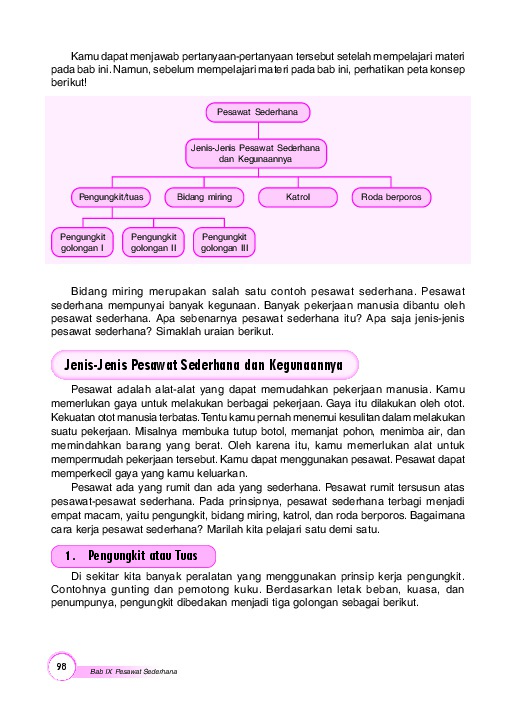 Kamu dapat menjawab pertanyaan-pertanyaan tersebut setelah mempelajari materi
pada bab ini. Namun, sebelum mempelajari materi pada bab ini, perhatikan peta konsep
berikut!
Pesawat Sederhana
Jenis-Jenis Pesawat Sederhana
dan Kegunaannya
Pengungkit/tuas
Bidang miring
Katrol
Roda berporos
Pengungkit
golongan I
Pengungkit
golongan II
Pengungkit
golongan III
Bidang miring merupakan salah satu contoh pesawat sederhana. Pesawat
sederhana mempunyai banyak kegunaan. Banyak pekerjaan manusia dibantu oleh
pesawat sederhana. Apa sebenarnya pesawat sederhana itu? Apa saja jenis-jenis
pesawat sederhana? Simaklah uraian berikut.
Jenis-Jenis Pesawat Sederhana dan Kegunaannya
Pesawat adalah alat-alat yang dapat memudahkan pekerjaan manusia. Kamu
memerlukan gaya untuk melakukan berbagai pekerjaan. Gaya itu dilakukan oleh otot.
Kekuatan otot manusia terbatas. Tentu kamu pernah menemui kesulitan dalam melakukan
suatu pekerjaan. Misalnya membuka tutup botol, memanjat pohon, menimba air, dan
memindahkan barang yang berat. Oleh karena itu, kamu memerlukan alat untuk
mempermudah pekerjaan tersebut. Kamu dapat menggunakan pesawat. Pesawat dapat
memperkecil gaya yang kamu keluarkan.
Pesawat ada yang rumit dan ada yang sederhana. Pesawat rumit tersusun atas
pesawat-pesawat sederhana. Pada prinsipnya, pesawat sederhana terbagi menjadi
empat macam, yaitu pengungkit, bidang miring, katrol, dan roda berporos. Bagaimana
cara kerja pesawat sederhana? Marilah kita pelajari satu demi satu.
1. Pengungkit atau Tuas
Di sekitar kita banyak peralatan yang menggunakan prinsip kerja pengungkit.
Contohnya gunting dan pemotong kuku. Berdasarkan letak beban, kuasa, dan
penumpunya, pengungkit dibedakan menjadi tiga golongan sebagai berikut.
98
Bab IX Pesawat Sederhana